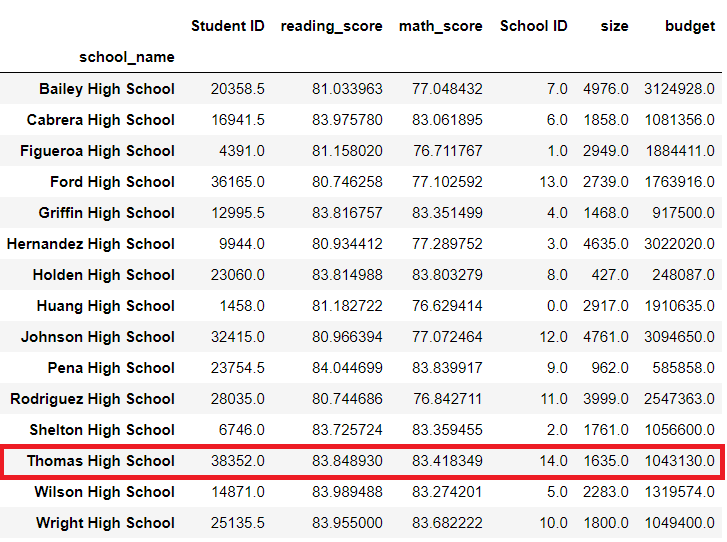 Student ID reading_score math_score School ID size budget
school_name
Bailey High School 20358.5 81.033963 77.048432 7.0 4976.0 3124928.0
Cabrera High School 16941.5 83.975780 83.061895 6.0 1858.0 1081356.0
Figueroa High School 4391.0 81.158020 76.711767 1.0 2949.0 1884411.0
Ford High School 36165.0 80.746258 77.102592 13.0 2739.0 1763916.0
Griffin High School 12995.5 83.816757 83.351499 4.0 1468.0 917500.0
Hernandez High School 9944.0 80.934412 77.289752 3.0 4635.0 3022020.0
Holden High School 23060.0 83.814988 83.803279 8.0 427.0 248087.0
Huang High School 1458.0 81.182722 76.629414 0.0 2917.0 1910635.0
Johnson High School 32415.0 80.966394 77.072464 12.0 4761.0 3094650.0
Pena High School 23754.5 84.044699 83.839917 9.0 962.0 585858.0
Rodriguez High School 28035.0 80.744686 76.842711 11.0 3999.0 2547363.0
Shelton High School 6746.0 83.725724 83.359455 2.0 1761.0 1056600.0
Thomas High School 38352.0 83.848930 83.418349 14.0 1635.0 1043130.0
Wilson High School 14871.0 83.989488 83.274201 5.0 2283.0 1319574.0
Wright High School 25135.5 83.955000 83.682222 10.0 1800.0 1049400.0